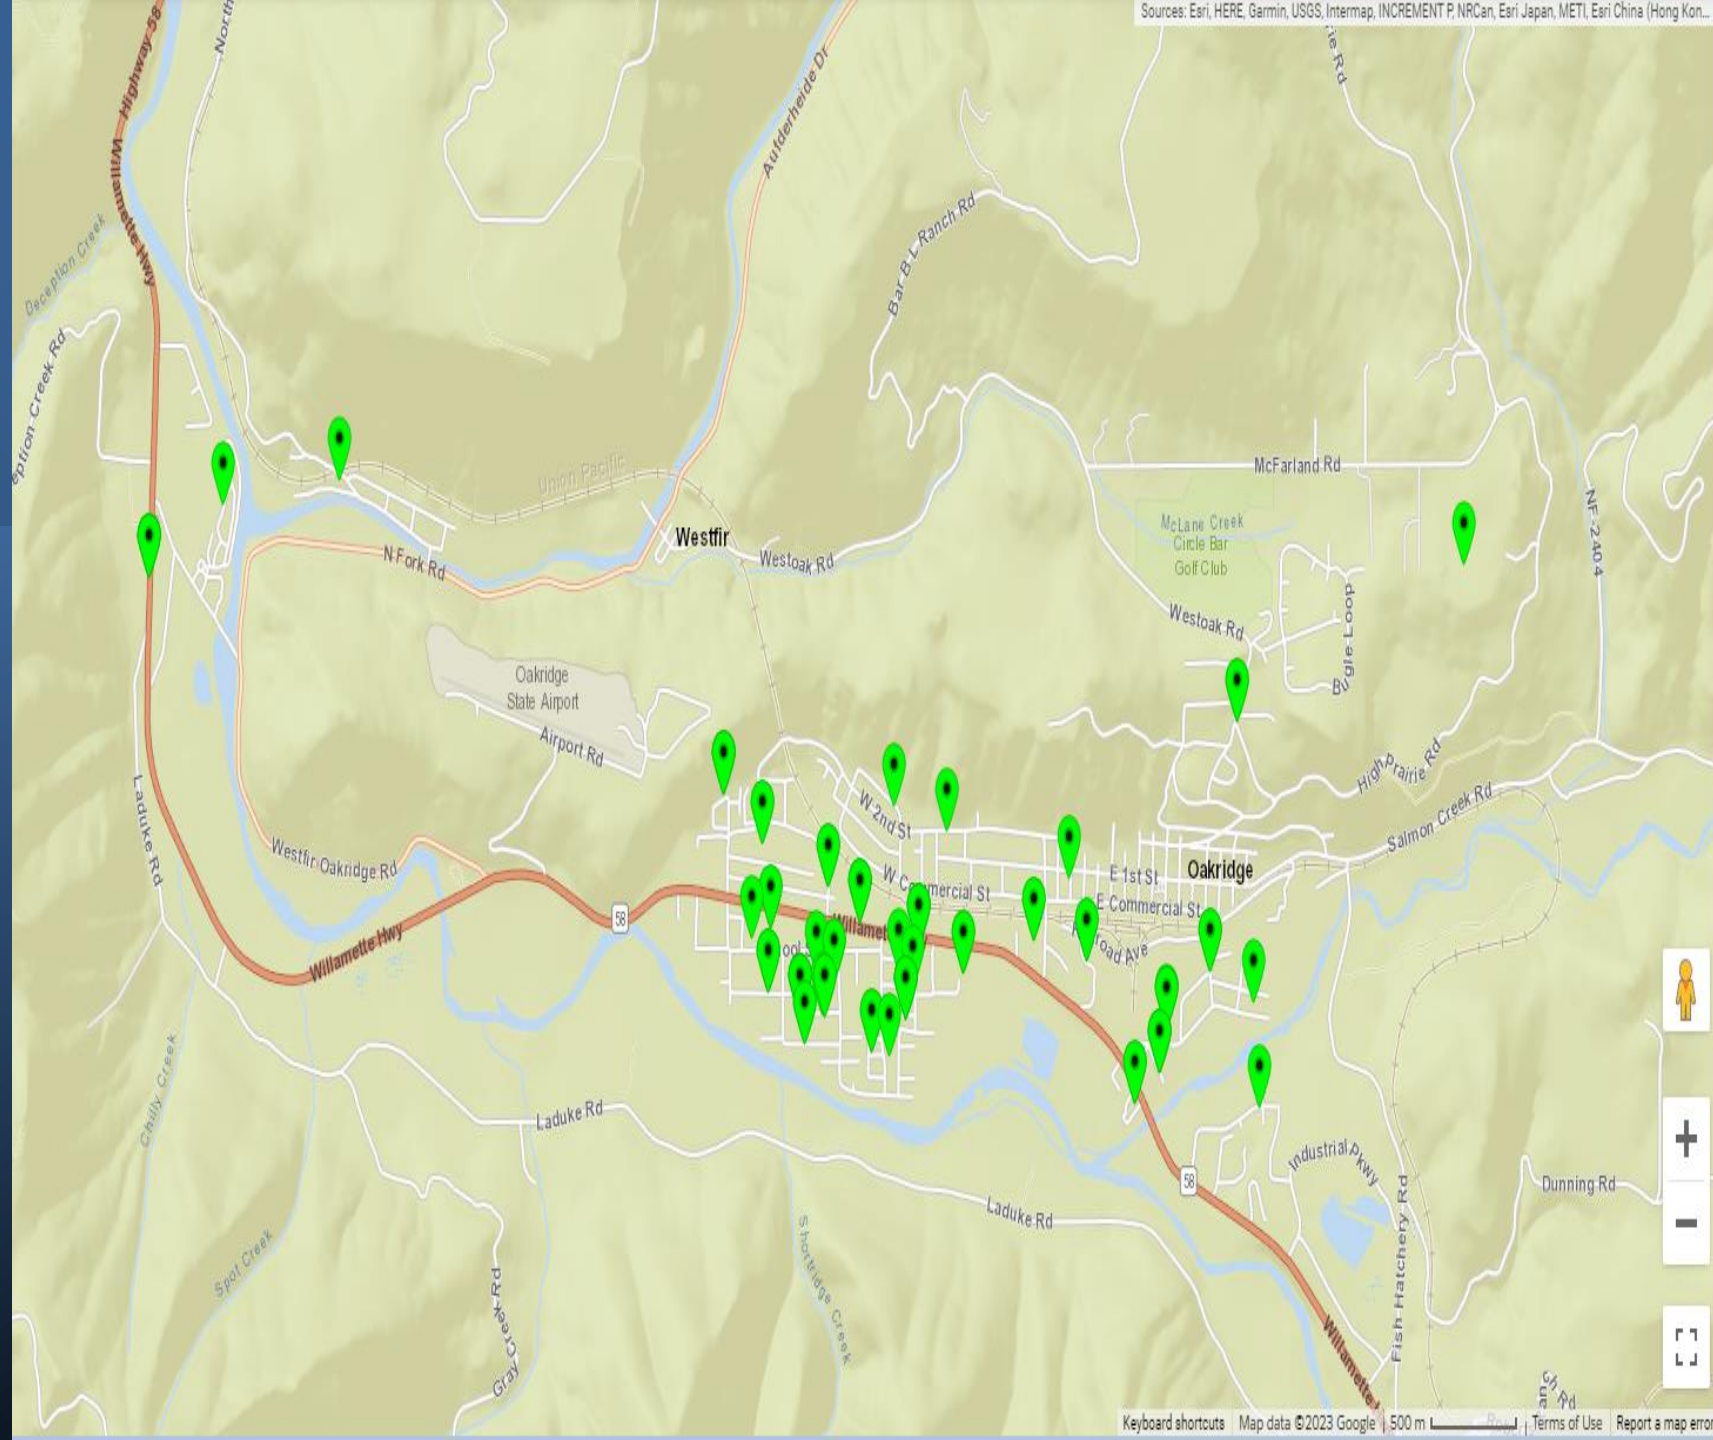 Sources: Esri, HERE, Garmin, USGS, Intermap, INCREMENT P, NRCan, Esri Japan, METI, Esri China (Hong Kon...
Highway 58
North
Aufderheide Dr
Willamette Hwy
Deception Creek
Bar B L Ranch Rd
eption Creek Rd
Union Pacific
McFarland Rd
NF-2404
Westfir
Westoak Rd
N Fork Rd
McLane Creek
Circle Bar
Golf Club
Westoak Rd
Bugle Loop
Oakridge
State Airport
Airport Rd
High Prairie Rd
Salmon Creek Rd
Laduke Rd
W 2nd St
Westfir Oakridge Rd
E 1st St
Oakridge
E Commercial St
58
Willamette Hwy
Chilly Creek
Laduke Rd
Industrial Pkwy
58
Dunning Rd
Laduke Rd
Fish Hatchery Rd
Spot Creek
Gray Creek Rd
Shortridge Creek
Willamette
Keyboard shortcuts
Map data ©2023 Google
500 m
Terms of Use
Report a map error